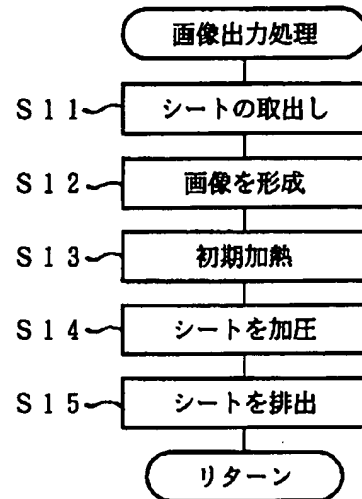 画像出力処理
S11 シートの取出し
S12 画像を形成
S13 初期加熱
S14 シートを加圧
S15 シートを排出
リターン